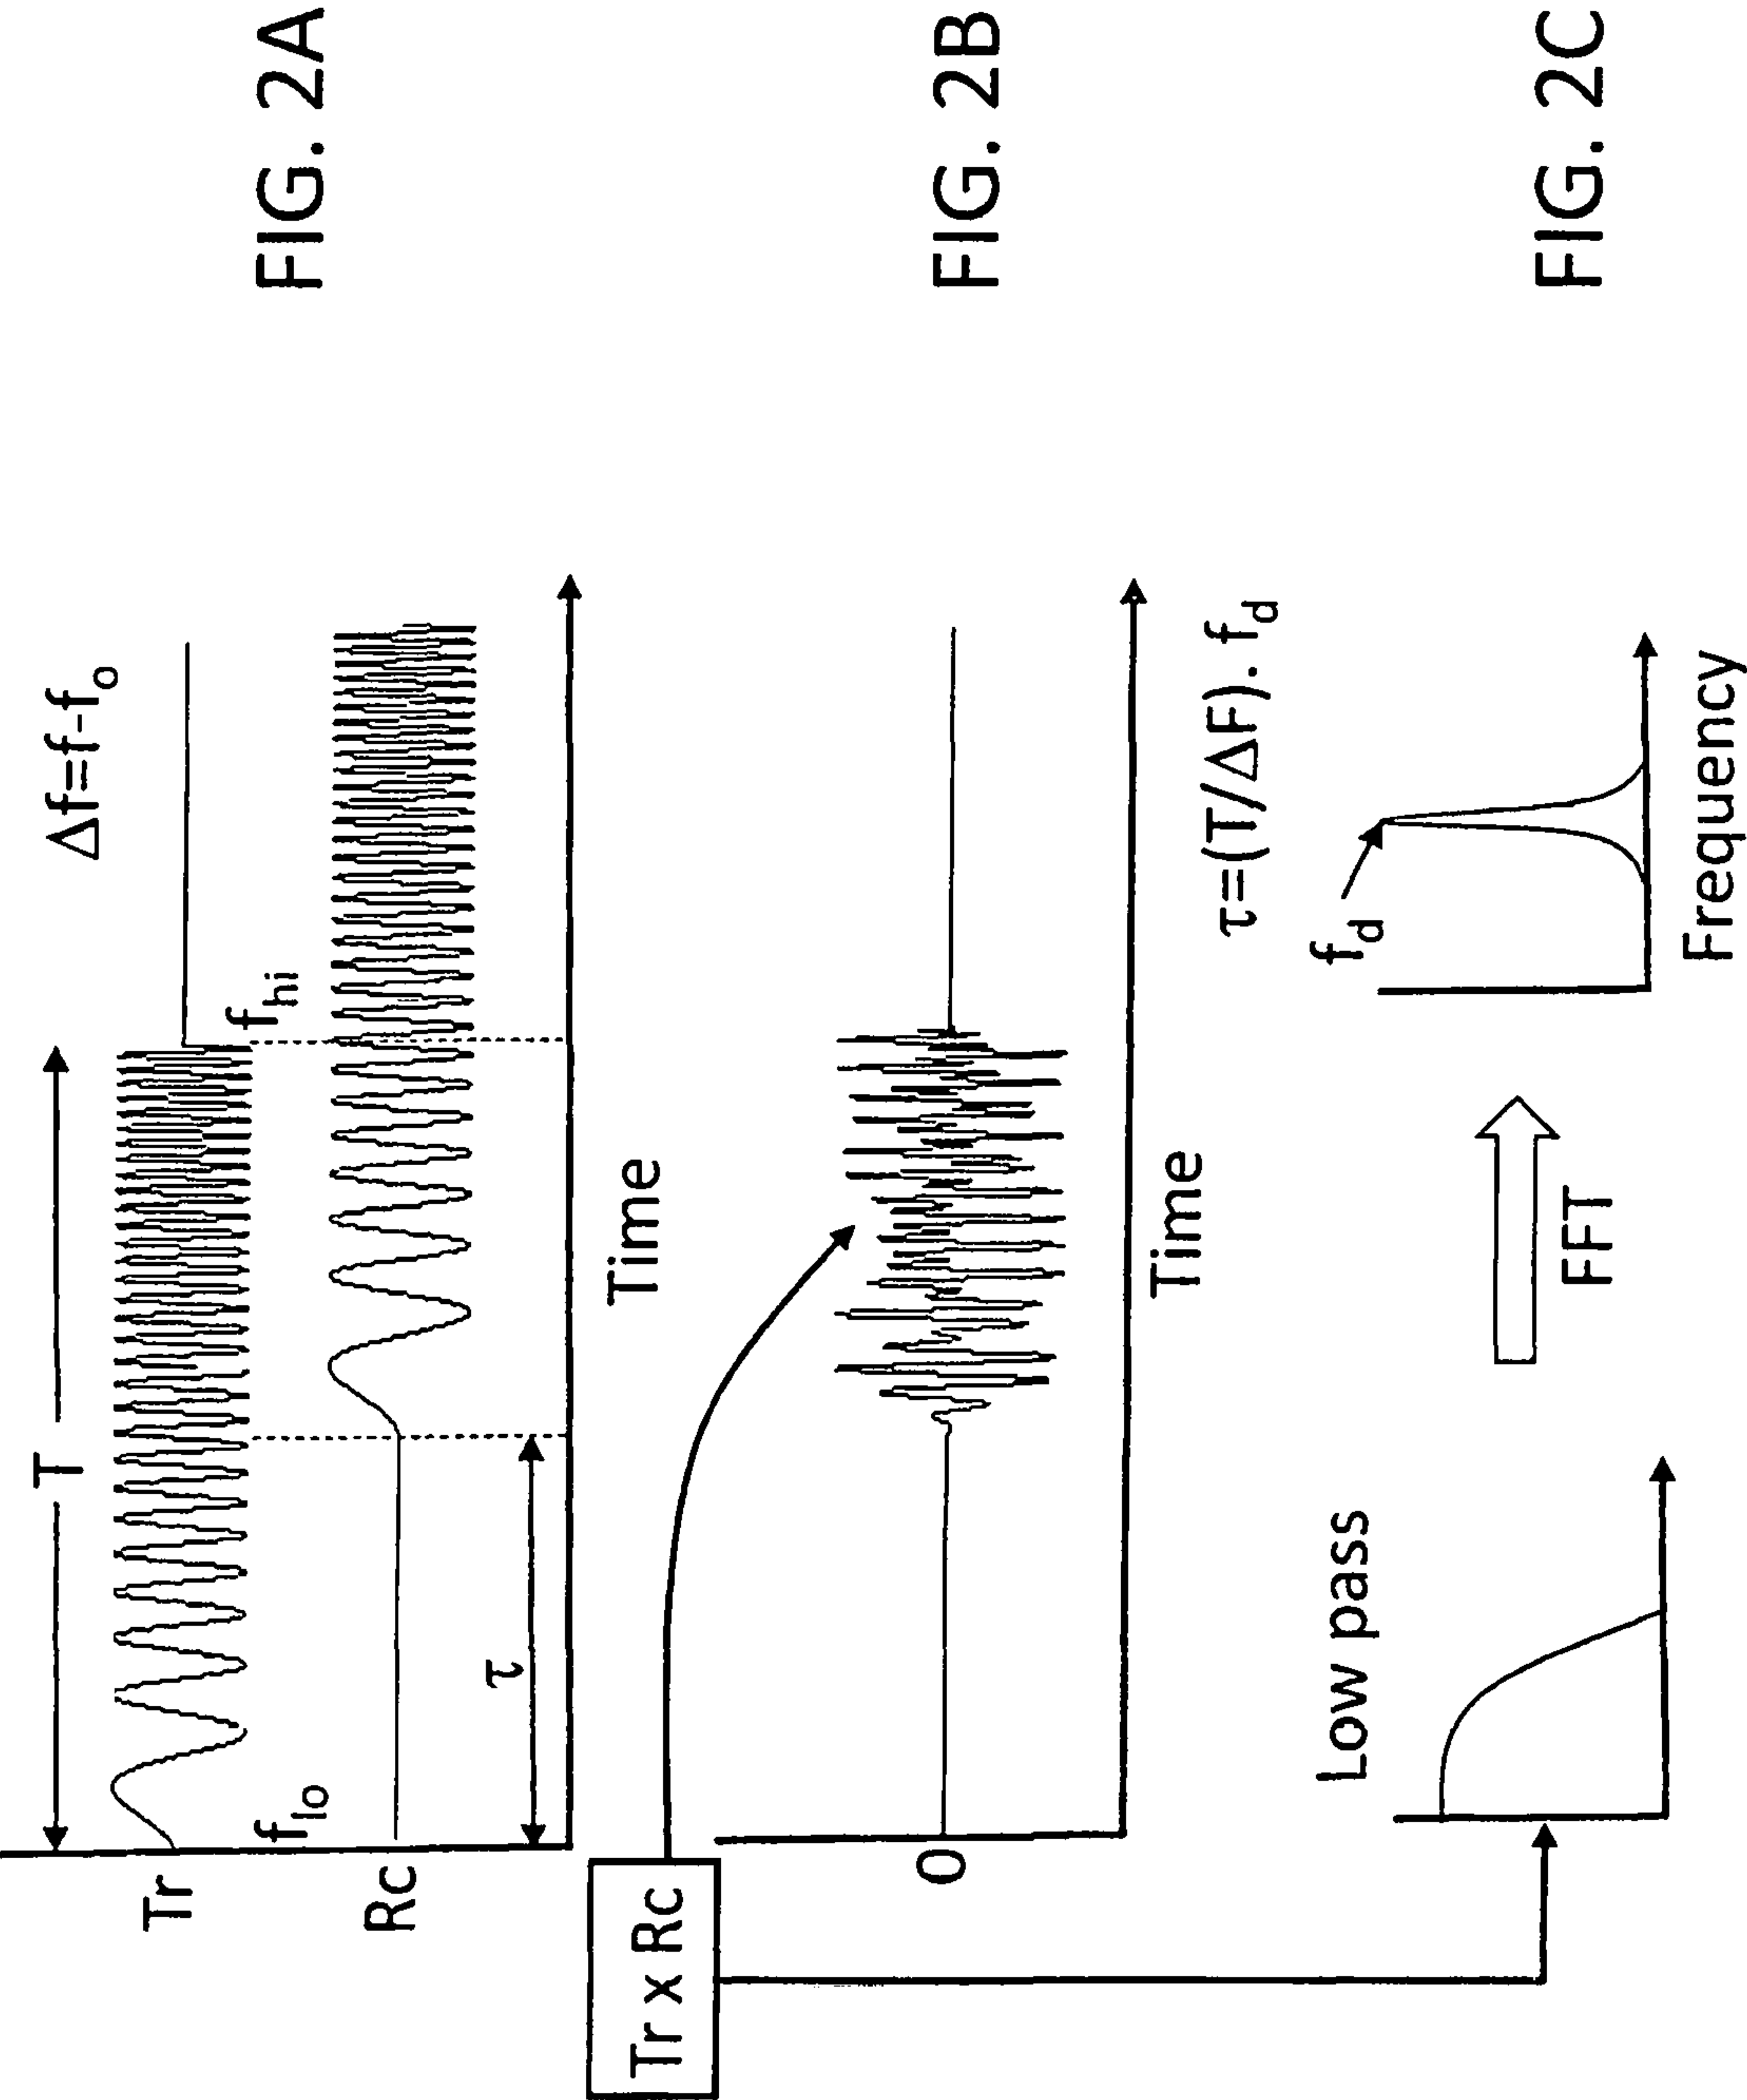 T
Δf=f-fo
Tr
flo
fhi
Rc
τ
Time
FIG. 2A
Tr x Rc
0
Time
FIG. 2B
τ=(T/ΔF). fd
Low pass
FFT
fd
Frequency
FIG. 2C